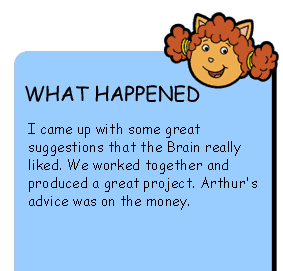 WHAT HAPPENED
I came up with some great
suggestions that the Brain really
liked. We worked together and
produced a great project. Arthur's
advice was on the money.